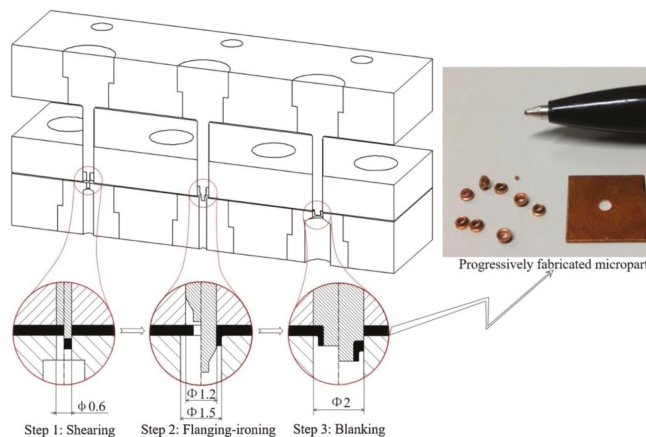 Progressively fabricated micropart
Φ0.6
Φ1.2
Φ1.5
Φ2
Step 1: Shearing
Step 2: Flanging-ironing
Step 3: Blanking